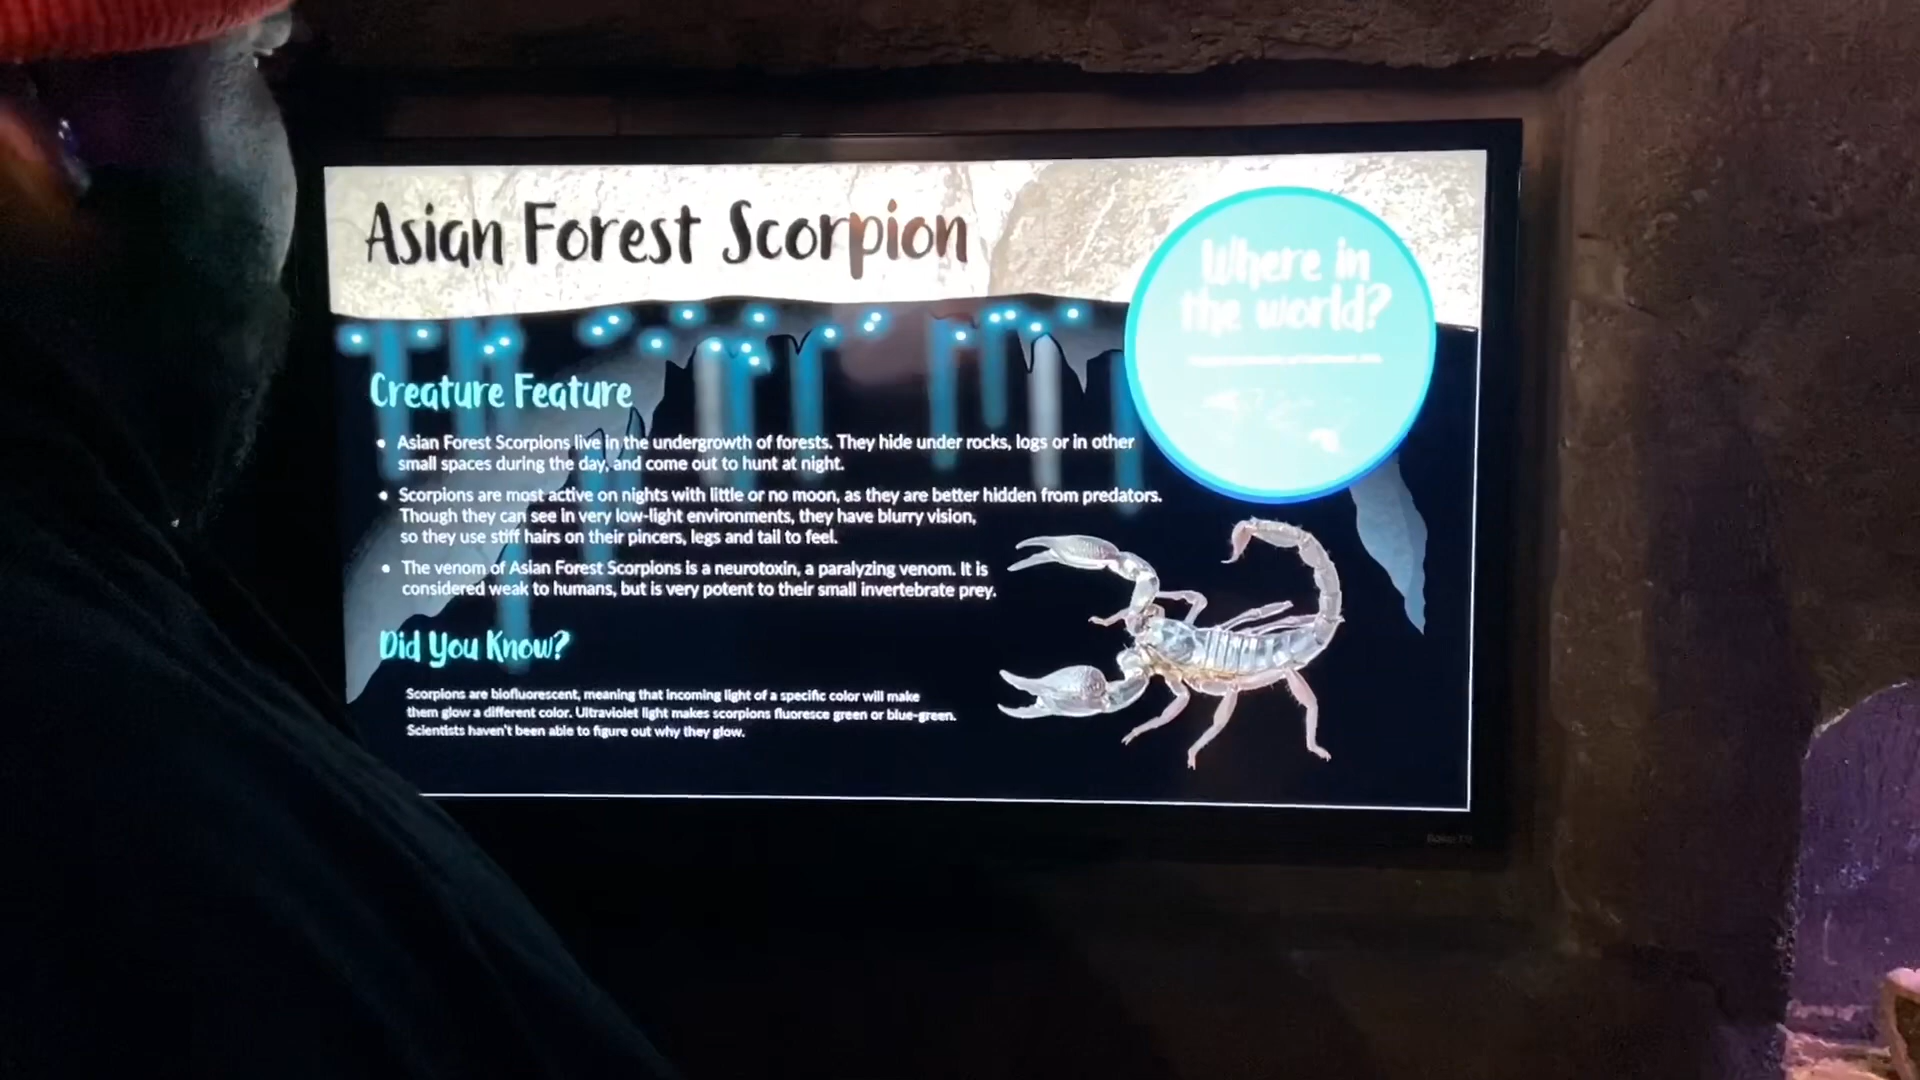 Asian Forest Scorpion
Where in
the world?
Creature Feature
• Asian Forest Scorpions live in the undergrowth of forests. They hide under rocks, logs or in other
small spaces during the day, and come out to hunt at night.
• Scorpions are most active on nights with little or no moon, as they are better hidden from predators.
Though they can see in very low-light environments, they have blurry vision,
so they use stiff hairs on their pincers, legs and tail to feel.
• The venom of Asian Forest Scorpions is a neurotoxin, a paralyzing venom. It is
considered weak to humans, but is very potent to their small invertebrate prey.
Did You Know?
Scorpions are biofluorescent, meaning that incoming light of a specific color will make
them glow a different color. Ultraviolet light makes scorpions fluoresce green or blue-green.
Scientists haven't been able to figure out why they glow.